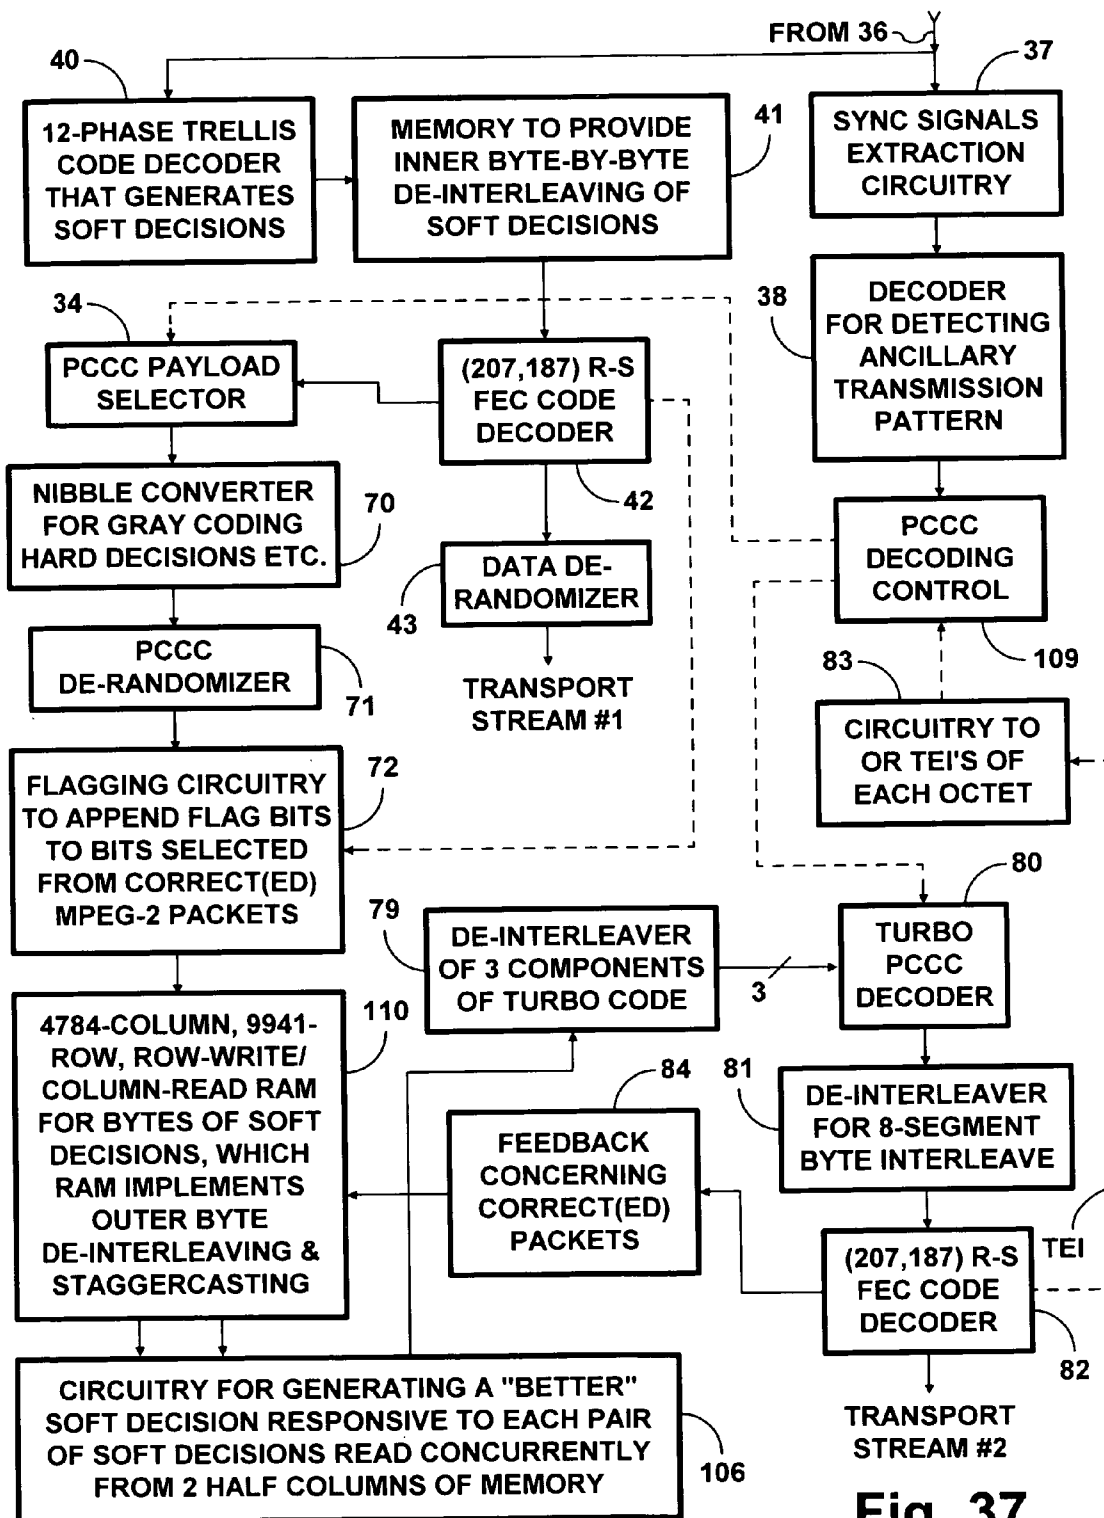 FROM 36
40
37
12-PHASE TRELLIS
CODE DECODER
THAT GENERATES
SOFT DECISIONS
MEMORY TO PROVIDE
INNER BYTE-BY-BYTE
DE-INTERLEAVING OF
SOFT DECISIONS
41
SYNC SIGNALS
EXTRACTION
CIRCUITRY
34
PCCC PAYLOAD
SELECTOR
(207,187) R-S
FEC CODE
DECODER
42
38
DECODER
FOR DETECTING
ANCILLARY
TRANSMISSION
PATTERN
NIBBLE CONVERTER
FOR GRAY CODING
HARD DECISIONS ETC.
70
DATA DE-
RANDOMIZER
43
TRANSPORT
STREAM #1
PCCC
DECODING
CONTROL
109
PCCC
DE-RANDOMIZER
71
83
CIRCUITRY TO
OR TEI'S OF
EACH OCTET
FLAGGING CIRCUITRY
TO APPEND FLAG BITS
TO BITS SELECTED
FROM CORRECT(ED)
MPEG-2 PACKETS
72
79
DE-INTERLEAVER
OF 3 COMPONENTS
OF TURBO CODE
3
80
TURBO
PCCC
DECODER
4784-COLUMN, 9941-
ROW, ROW-WRITE/
COLUMN-READ RAM
FOR BYTES OF SOFT
DECISIONS, WHICH
RAM IMPLEMENTS
OUTER BYTE
DE-INTERLEAVING &
STAGGERCASTING
110
84
FEEDBACK
CONCERNING
CORRECT(ED)
PACKETS
81
DE-INTERLEAVER
FOR 8-SEGMENT
BYTE INTERLEAVE
(207,187) R-S
FEC CODE
DECODER
TEI
82
CIRCUITRY FOR GENERATING A "BETTER"
SOFT DECISION RESPONSIVE TO EACH PAIR
OF SOFT DECISIONS READ CONCURRENTLY
FROM 2 HALF COLUMNS OF MEMORY
106
TRANSPORT
STREAM #2
Fig. 37